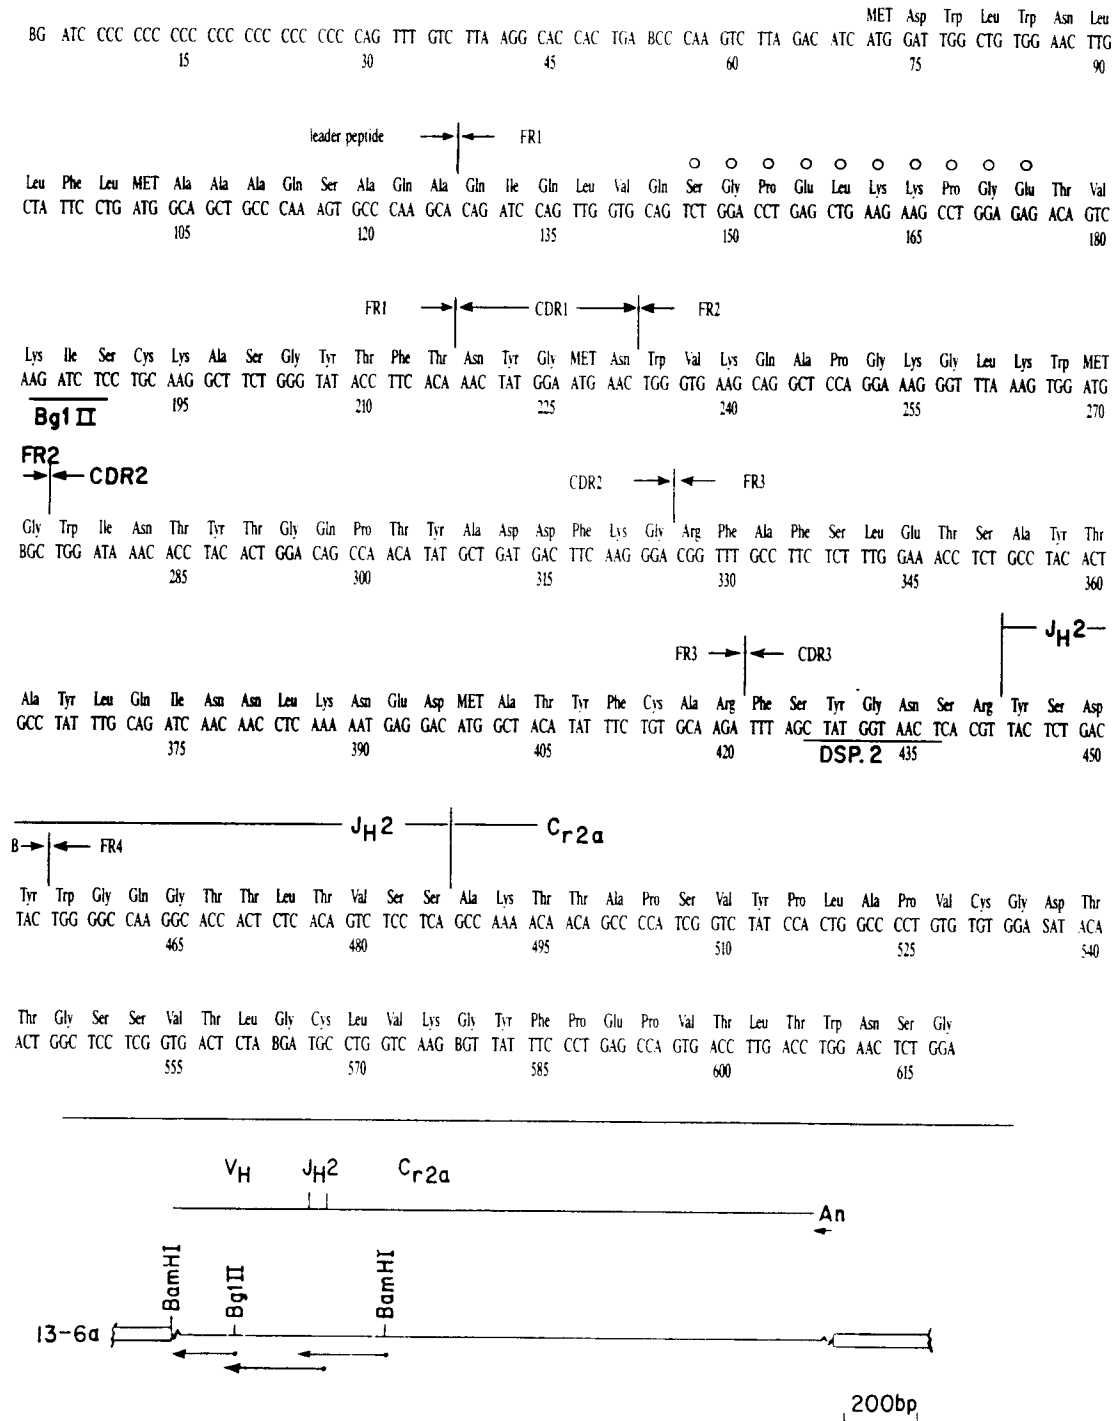 MET Asp Trp Leu Trp Asn Leu
BG ATC CCC CCC CCC CCC CCC CCC CCC CAG TTT GTC TTA AGG CAC CAC TGA BCC CAA GTC TTA GAC ATC ATG GAT TGG CTG TGG AAC TTG
15 30 45 60 75 90
leader peptide FR1
Leu Phe Leu MET Ala Ala Ala Gln Ser Ala Gln Ala Gln Ile Gln Leu Val Gln Ser Gly Pro Glu Leu Lys Lys Pro Gly Glu Thr Val
CTA TTC CTG ATG GCA GCT GCC CAA AGT GCC CAA GCA CAG ATC CAG TTG GTG CAG TCT GGA CCT GAG CTG AAG AAG CCT GGA GAG ACA GTC
105 120 135 150 165 180
FR1 CDR1 FR2
Lys Ile Ser Cys Lys Ala Ser Gly Tyr Thr Phe Thr Asn Tyr Gly MET Asn Trp Val Lys Gln Ala Pro Gly Lys Gly Leu Lys Trp MET
AAG ATC TCC TGC AAG GCT TCT GGG TAT ACC TTC ACA AAC TAT GGA ATG AAC TGG GTG AAG CAG GCT CCA GGA AAG GGT TTA AAG TGG ATG
195 210 225 240 255 270
Bg1 II
FR2 CDR2 CDR2 FR3
Gly Trp Ile Asn Thr Tyr Thr Gly Gln Pro Thr Tyr Ala Asp Asp Phe Lys Gly Arg Phe Ala Phe Ser Leu Glu Thr Ser Ala Tyr Thr
BGC TGG ATA AAC ACC TAC ACT GGA CAG CCA ACA TAT GCT GAT GAC TTC AAG GGA CGG TTT GCC TTC TCT TTG GAA ACC TCT GCC TAC ACT
285 300 315 330 345 360
FR3 CDR3 JH2
Ala Tyr Leu Gln Ile Asn Asn Leu Lys Asn Glu Asp MET Ala Thr Tyr Phe Cys Ala Arg Phe Ser Tyr Gly Asn Ser Arg Tyr Ser Asp
GCC TAT TTG CAG ATC AAC AAC CTC AAA AAT GAG GAC ATG GCT ACA TAT TTC TGT GCA AGA TTT AGC TAT GGT AAC TCA CGT TAC TCT GAC
375 390 405 420 435 450
DSP.2
JH2 Cr2a
B FR4
Tyr Trp Gly Gln Gly Thr Thr Leu Thr Val Ser Ser Ala Lys Thr Thr Ala Pro Ser Val Tyr Pro Leu Ala Pro Val Cys Gly Asp Thr
TAC TGG GGC CAA GGC ACC ACT CTC ACA GTC TCC TCA GCC AAA ACA ACA GCC CCA TCG GTC TAT CCA CTG GCC CCT GTG TGT GGA SAT ACA
465 480 495 510 525 540
Thr Gly Ser Ser Val Thr Leu Gly Cys Leu Val Lys Gly Tyr Phe Pro Glu Pro Val Thr Leu Thr Trp Asn Ser Gly
ACT GGC TCC TCG GTG ACT CTA BGA TGC CTG GTC AAG BGT TAT TTC CCT GAG CCA GTG ACC TTG ACC TGG AAC TCT GGA
555 570 585 600 615
VH JH2 Cr2a
An
BamHI Bg1II BamHI
13-6a
200bp